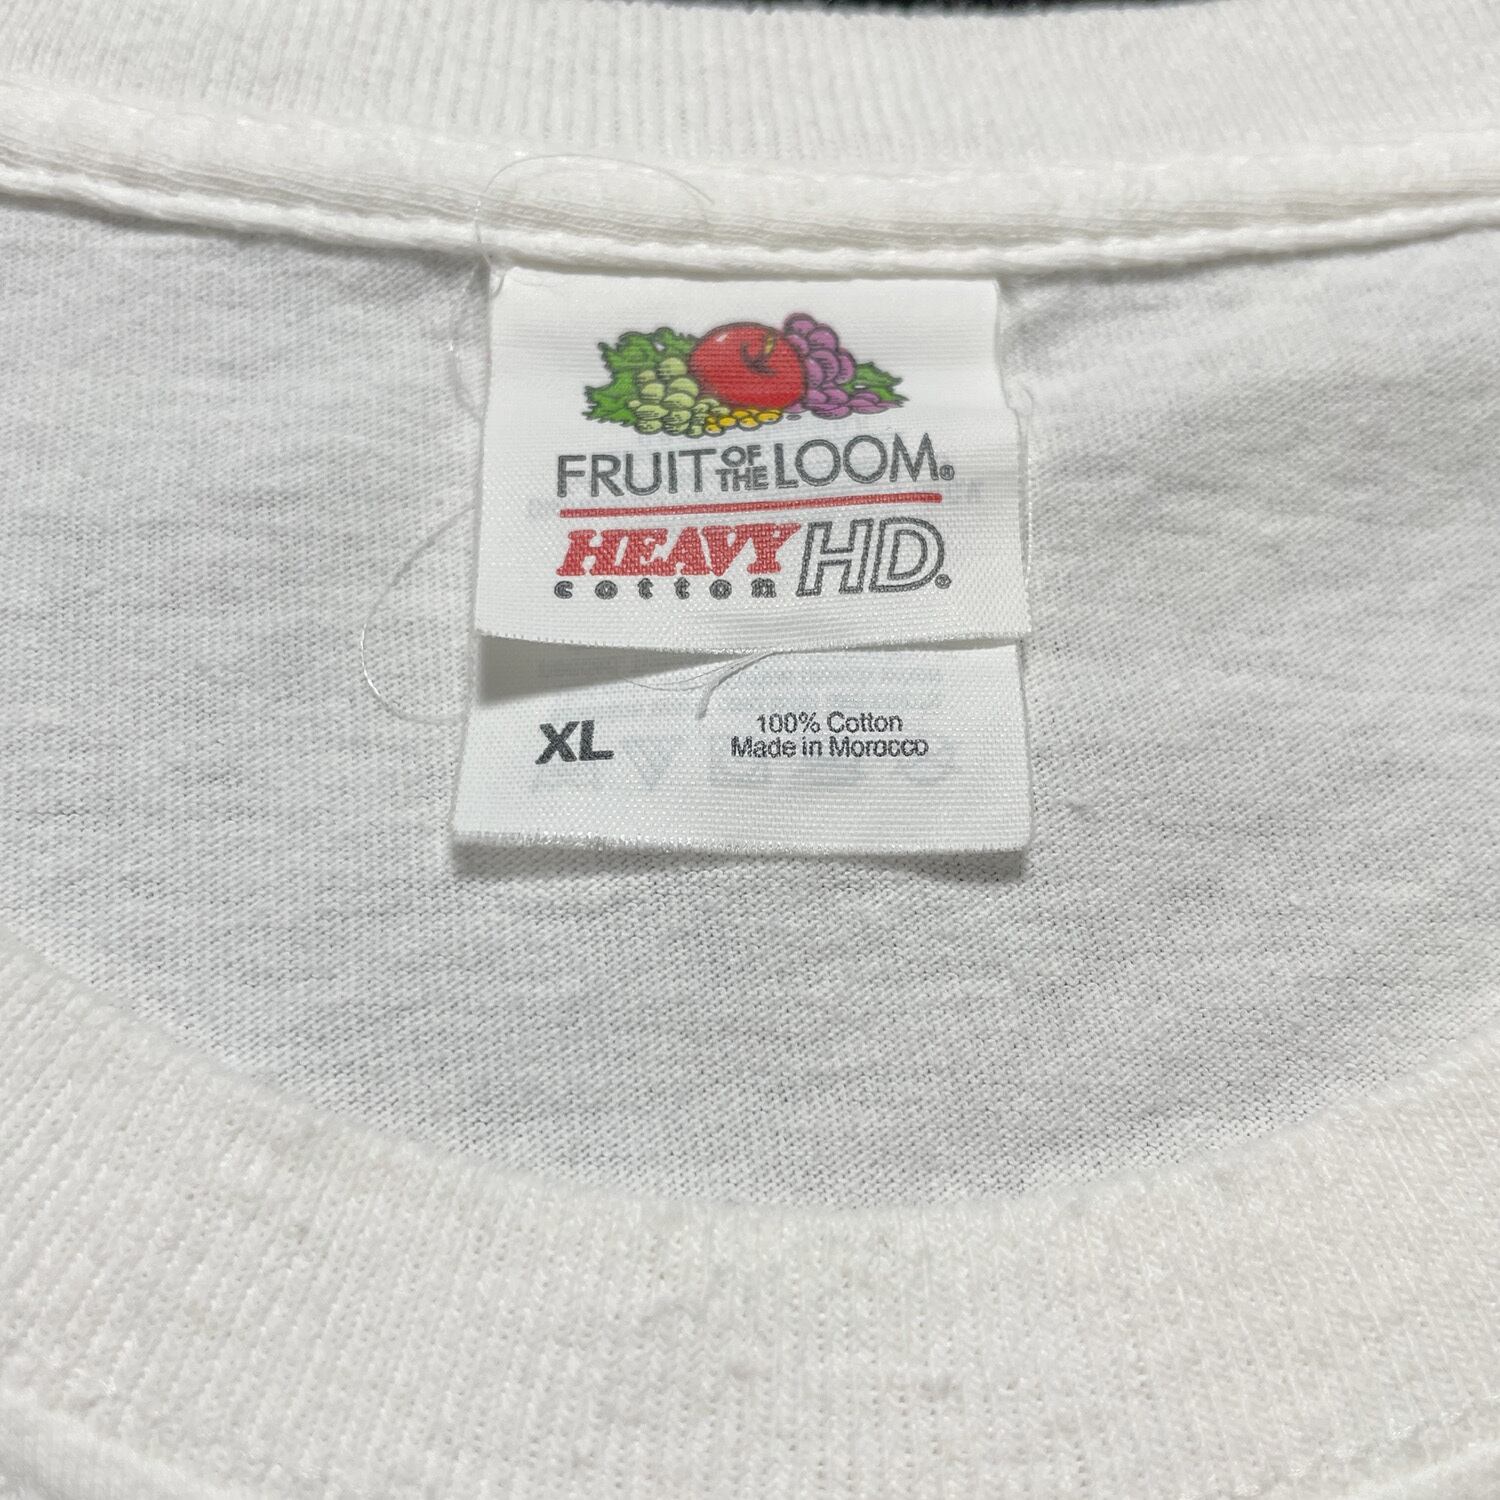 FRUIT OF THE LOOM®
HEAVY cotton HD®
XL
100% Cotton
Made in Morocco